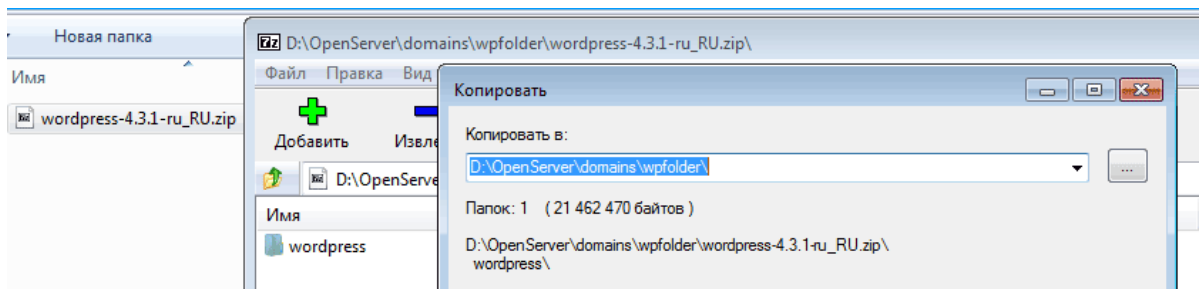 Новая папка
Имя
wordpress-4.3.1-ru_RU.zip
D:\OpenServer\domains\wpfolder\wordpress-4.3.1-ru_RU.zip\
Файл Правка Вид
Добавить
D:\OpenServe
Имя
wordpress
Копировать
Копировать в:
D:\OpenServer\domains\wpfolder\
...
Папок: 1 ( 21 462 470 байтов )
D:\OpenServer\domains\wpfolder\wordpress-4.3.1-ru_RU.zip\
wordpress\